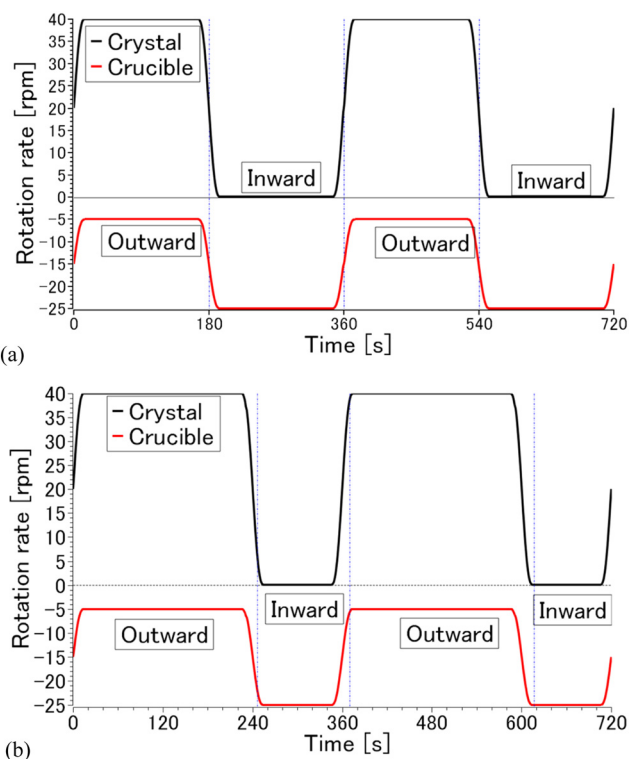 40
35
30
25
20
15
10
5
0
-5
-10
-15
-20
-25
Rotation rate [rpm]
Crystal
Crucible
Inward
Inward
Outward
Outward
0 180 360 540 720
Time [s]
(a)
40
35
30
25
20
15
10
5
0
-5
-10
-15
-20
-25
Rotation rate [rpm]
Crystal
Crucible
Inward
Inward
Outward
Outward
0 120 240 360 480 600 720
Time [s]
(b)